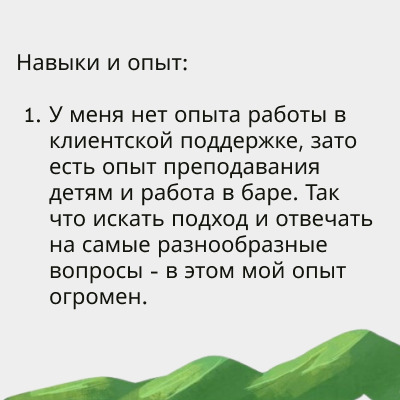 Навыки и опыт:
1. У меня нет опыта работы в
клиентской поддержке, зато
есть опыт преподавания
детям и работа в баре. Так
что искать подход и отвечать
на самые разнообразные
вопросы - в этом мой опыт
огромен.